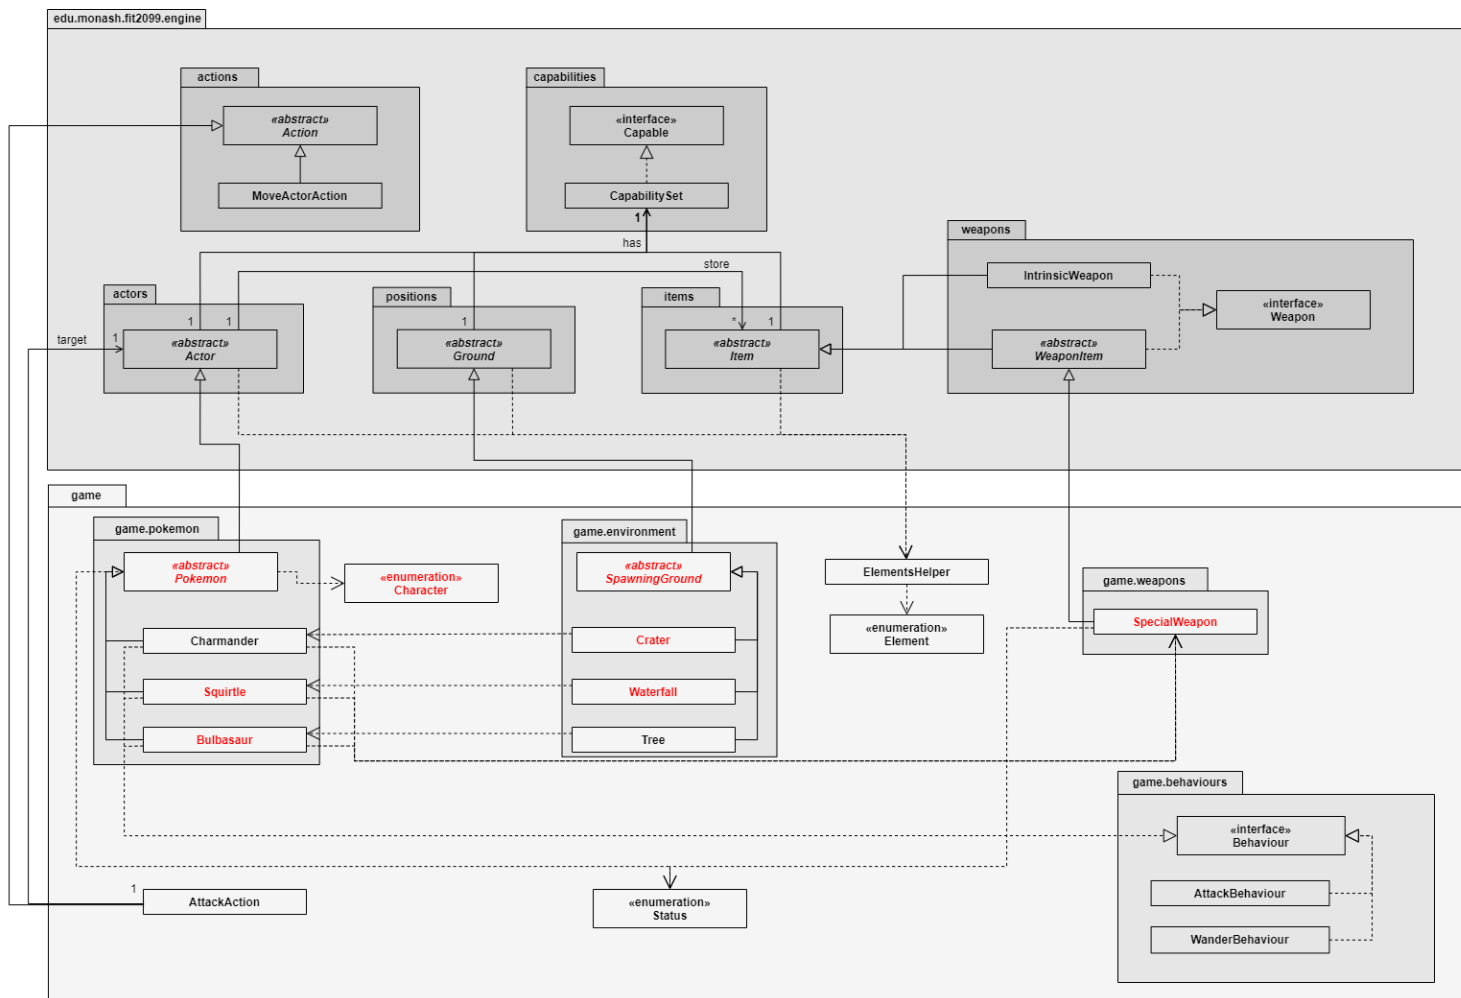 edu.monash.fit2099.engine
actions
capabilities
«abstract»
Action
«interface»
Capable
MoveActorAction
CapabilitySet
1
has
weapons
store
IntrinsicWeapon
actors
positions
items
«interface»
Weapon
1
1
1
*
1
target
1
«abstract»
Actor
«abstract»
Ground
«abstract»
Item
«abstract»
WeaponItem
game
game.pokemon
game.environment
«abstract»
Pokemon
«enumeration»
Character
«abstract»
SpawningGround
ElementsHelper
game.weapons
Charmander
Crater
«enumeration»
Element
SpecialWeapon
Squirtle
Waterfall
Bulbasaur
Tree
game.behaviours
«interface»
Behaviour
1
AttackAction
«enumeration»
Status
AttackBehaviour
WanderBehaviour